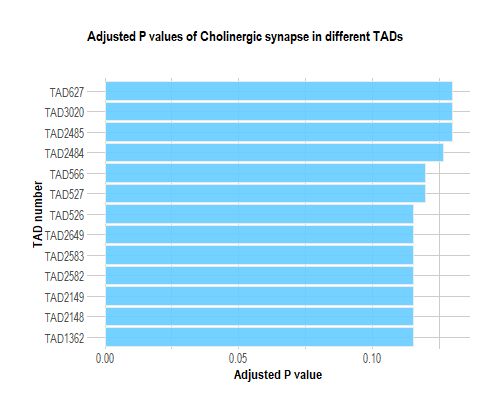 Adjusted P values of Cholinergic synapse in different TADs
TAD627
TAD3020
TAD2485
TAD2484
TAD566
TAD527
TAD526
TAD2649
TAD2583
TAD2582
TAD2149
TAD2148
TAD1362
TAD number
0.00 0.05 0.10
Adjusted P value